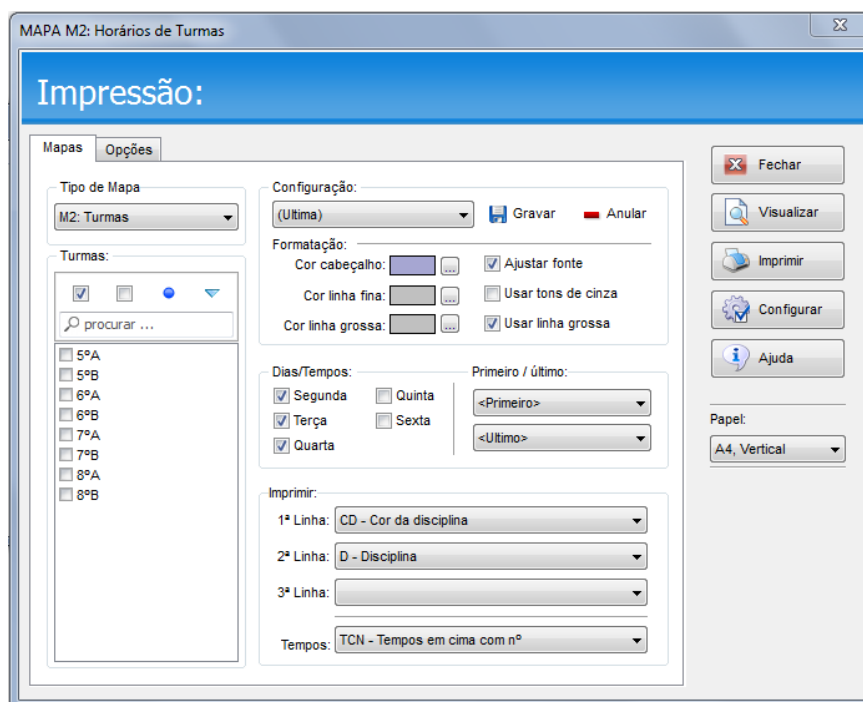 MAPA M2: Horários de Turmas
Impressão:
Mapas
Opções
Tipo de Mapa
M2: Turmas
Turmas:
procurar ...
5ºA
5ºB
6ºA
6ºB
7ºA
7ºB
8ºA
8ºB
Configuração:
(Ultima)
Gravar
Anular
Formatação:
Cor cabeçalho:
...
Ajustar fonte
Cor linha fina:
...
Usar tons de cinza
Cor linha grossa:
...
Usar linha grossa
Dias/Tempos:
Segunda
Quinta
Terça
Sexta
Quarta
Primeiro / último:
<Primeiro>
<Ultimo>
Imprimir:
1ª Linha:
CD - Cor da disciplina
2ª Linha:
D - Disciplina
3ª Linha:
Tempos:
TCN - Tempos em cima com nº
Fechar
Visualizar
Imprimir
Configurar
Ajuda
Papel:
A4, Vertical